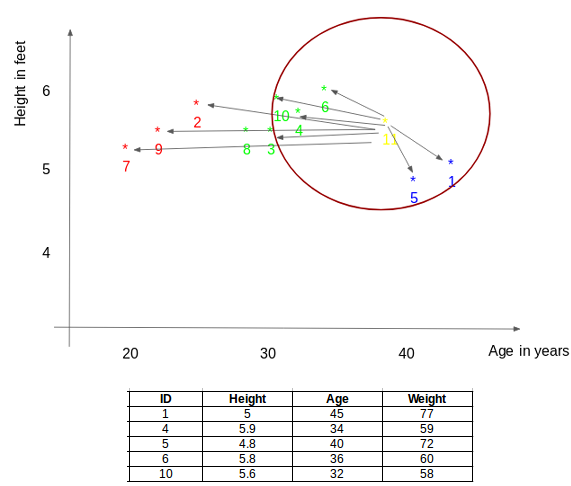 Height in feet
6
5
4
20 30 40
Age in years
* 2
* 9
* 7
* 10
* 4
* 8
* 3
* 6
11
* 5
* 1
ID Height Age Weight
1 5 45 77
4 5.9 34 59
5 4.8 40 72
6 5.8 36 60
10 5.6 32 58